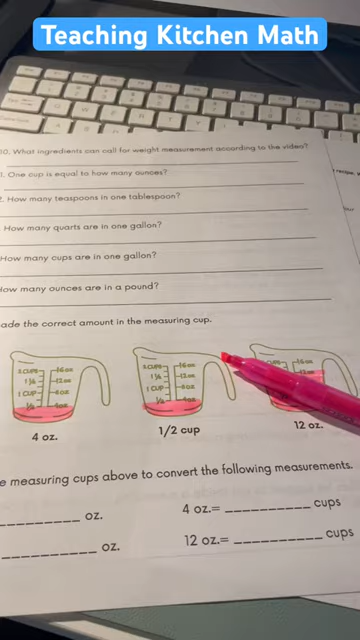 Teaching Kitchen Math
10. What ingredients can call for weight measurement according to the video?
One cup is equal to how many ounces?
How many teaspoons in one tablespoon?
How many quarts are in one gallon?
How many cups are in one gallon?
How many ounces are in a pound?
ade the correct amount in the measuring cup.
2 CUPS 16 oz 2 CUPS 16 oz 16 oz
1 ½ 12 oz 1 ½ 12 oz 12 oz
1 CUP 8 oz 1 CUP 8 oz
½ 4 oz ½ 4 oz
4 oz. 1/2 cup 12 oz.
e measuring cups above to convert the following measurements.
________ oz. 4 oz.= _________ cups
_________ oz. 12 oz.= _________ cups